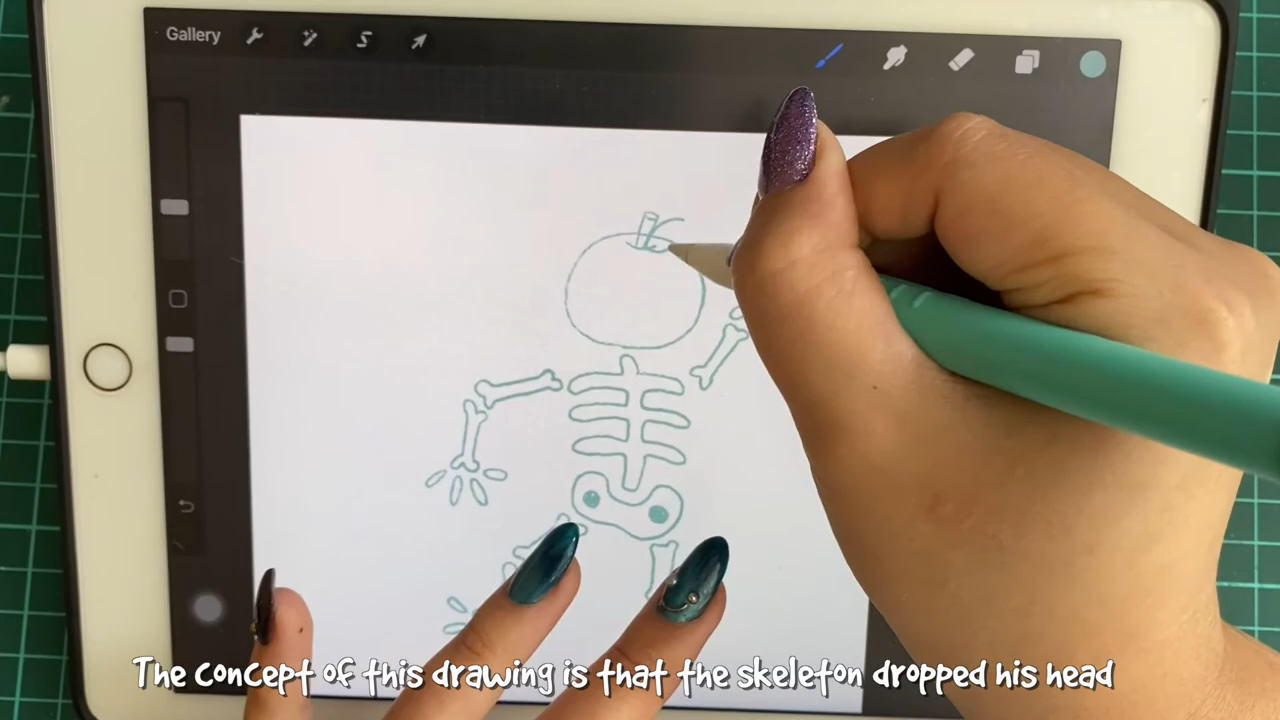 Gallery
The concept of this drawing is that the skeleton dropped his head